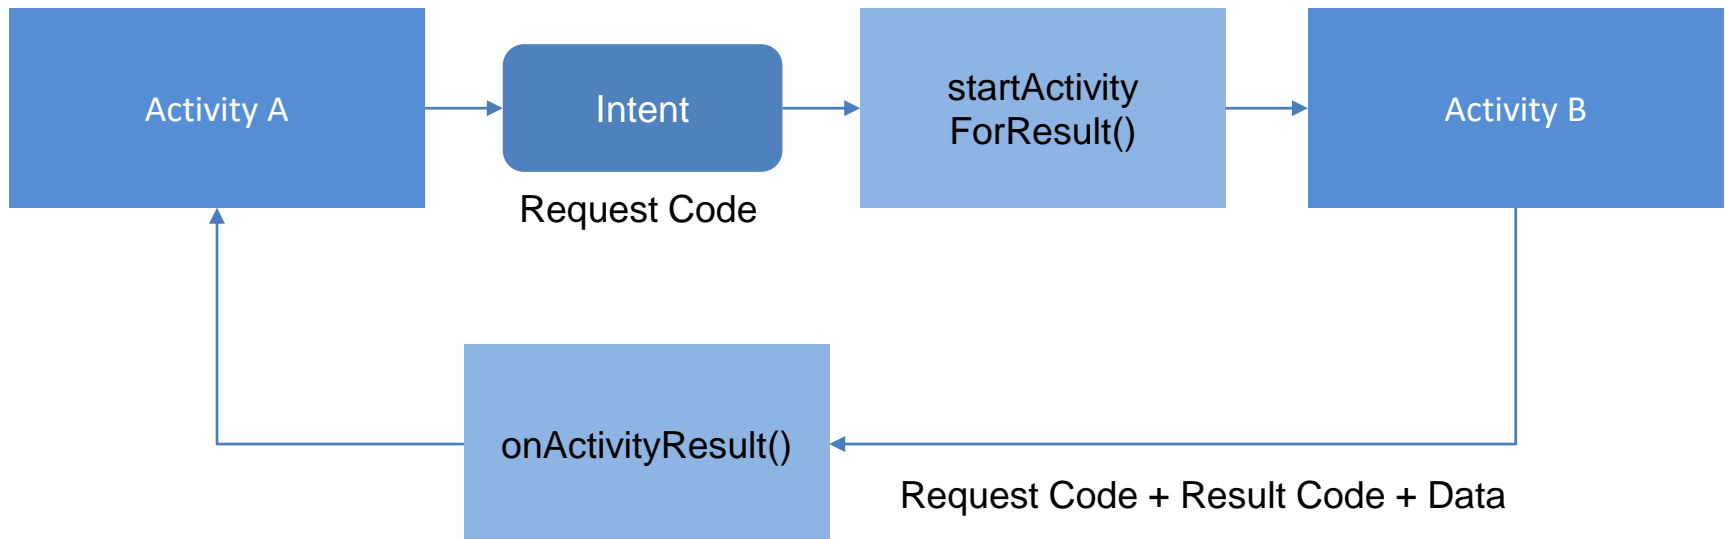 Activity A
Intent
startActivity
ForResult()
Activity B
Request Code
onActivityResult()
Request Code + Result Code + Data